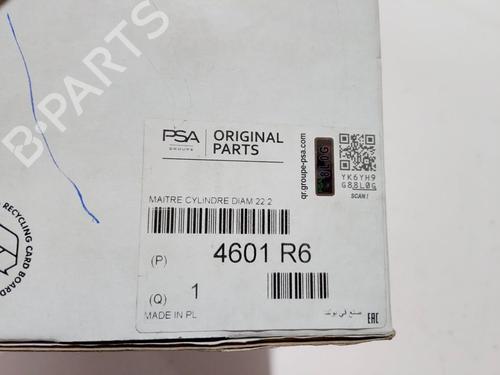 B-PARTS
PSA
GROUPE
ORIGINAL
PARTS
qr.groupe-psa.com
G88L0G
YK6YH9
G88L0G
SCAN !
MAITRE CYLINDRE DIAM 22 2
(P) 4601 R6
(Q) 1
MADE IN PL
صنع في بولندا
EAC
RECYCLING CARD BOARD